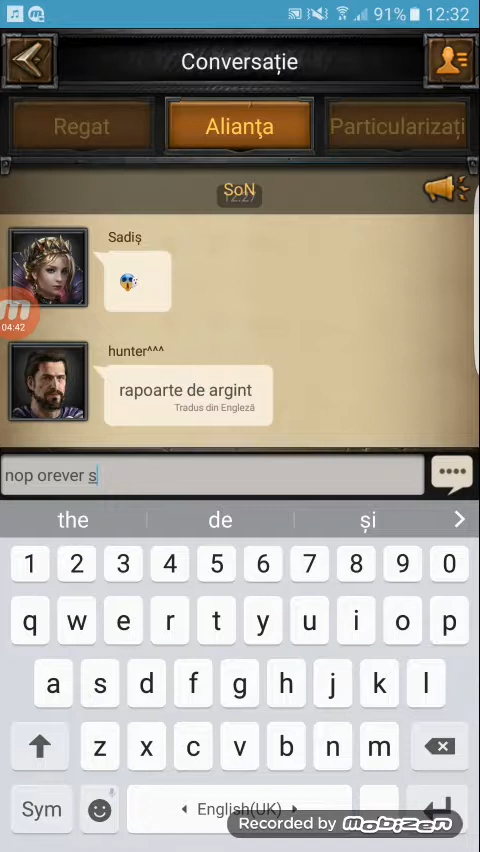 91% 12:32
Conversație
Regat
Alianţa
Particularizați
SoN
Sadiș
04:42
hunter^^^
rapoarte de argint
Tradus din Engleză
nop orever s
the
de
și
1 2 3 4 5 6 7 8 9 0
q w e r t y u i o p
a s d f g h j k l
z x c v b n m
Sym
English(UK)
Recorded by mobizen